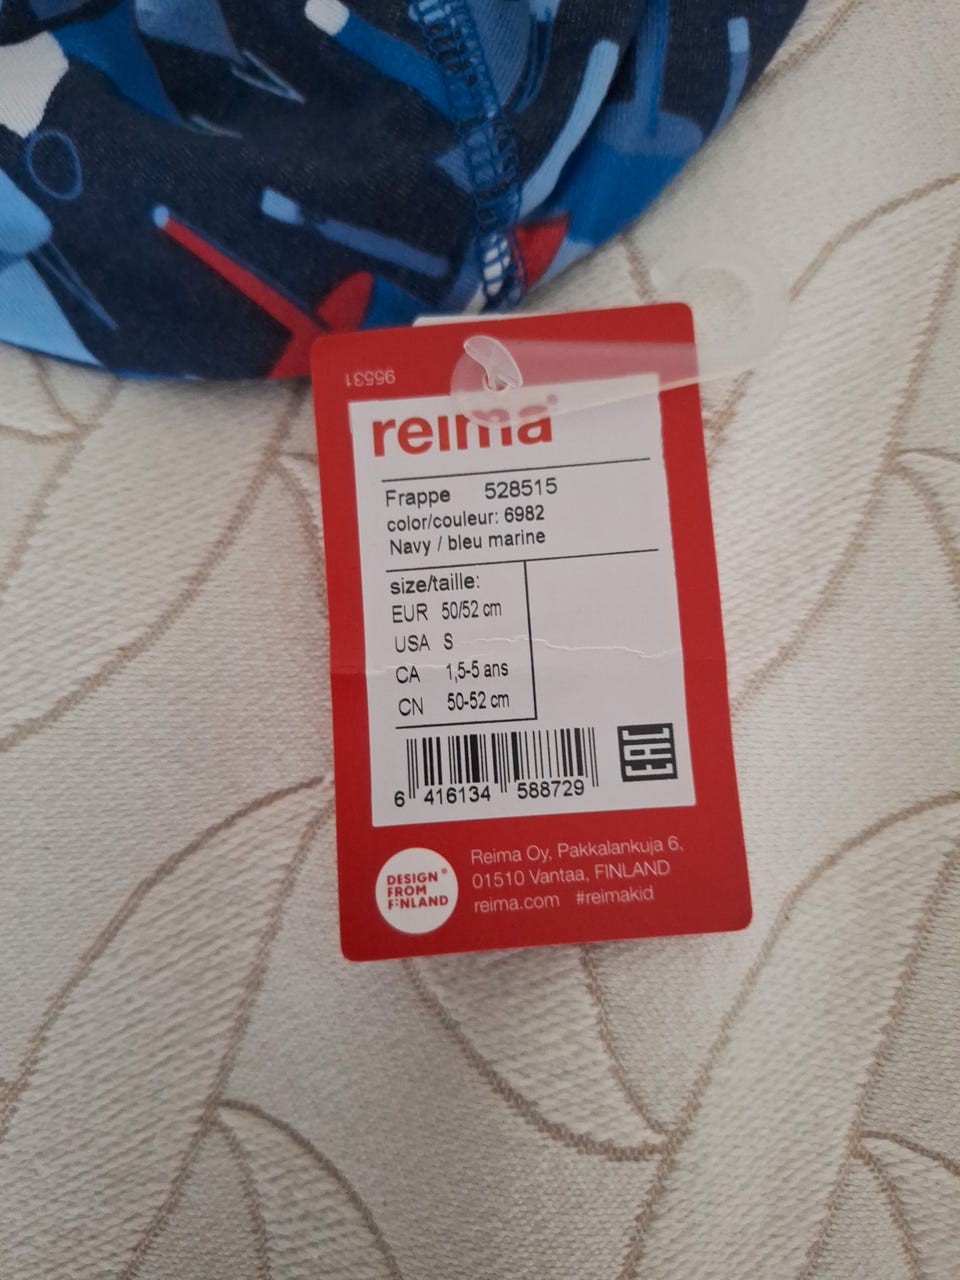 95531
reima
Frappe 528515
color/couleur: 6982
Navy / bleu marine
size/taille:
EUR 50/52 cm
USA S
CA 1,5-5 ans
CN 50-52 cm
6 416134 588729
EAC
DESIGN
FROM
FINLAND
Reima Oy, Pakkalankuja 6,
01510 Vantaa, FINLAND
reima.com #reimakid